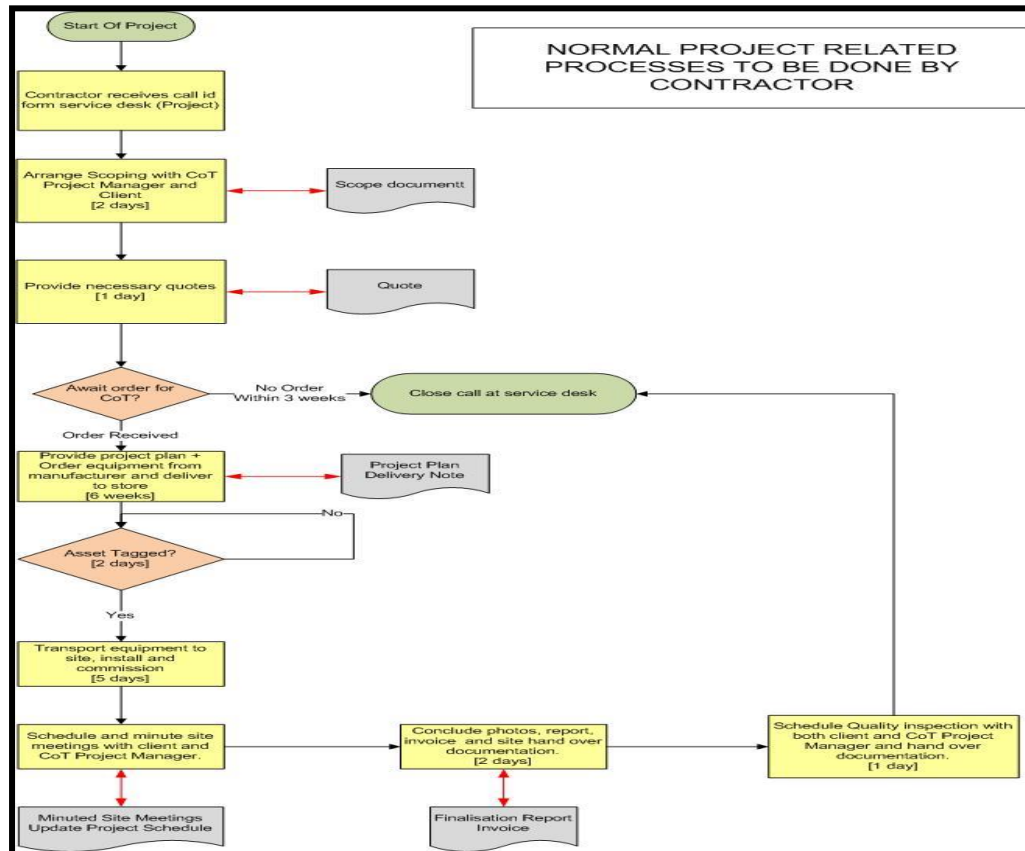 Start Of Project
NORMAL PROJECT RELATED
PROCESSES TO BE DONE BY
CONTRACTOR
Contractor receives call id
form service desk (Project)
Arrange Scoping with CoT
Project Manager and
Client
[2 days]
Scope documentt
Provide necessary quotes
[1 day]
Quote
Await order for
CoT?
No Order
Within 3 weeks
Close call at service desk
Order Received
Provide project plan +
Order equipment from
manufacturer and deliver
to store
[6 weeks]
Project Plan
Delivery Note
No
Asset Tagged?
[2 days]
Yes
Transport equipment to
site, install and
commission
[5 days]
Schedule and minute site
meetings with client and
CoT Project Manager.
Conclude photos, report,
invoice and site hand over
documentation.
[2 days]
Schedule Quality inspection with
both client and CoT Project
Manager and hand over
documentation.
[1 day]
Minuted Site Meetings
Update Project Schedule
Finalisation Report
Invoice